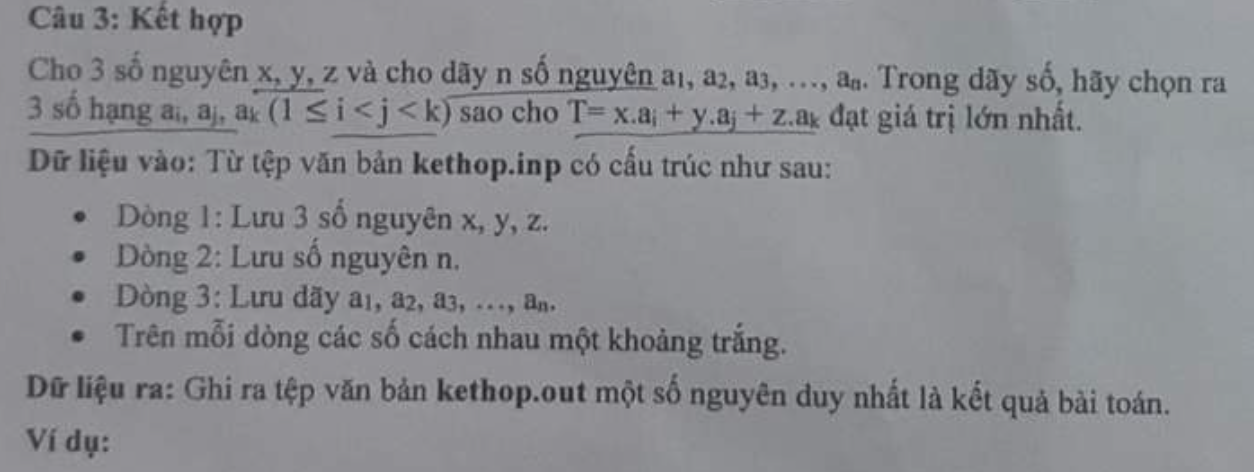 Câu 3: Kết hợp
Cho 3 số nguyên x, y, z và cho dãy n số nguyên a₁, a₂, a₃, …, aₙ. Trong dãy số, hãy chọn ra
3 số hạng aᵢ, aⱼ, aₖ (1 ≤ i < j < k) sao cho T= x.aᵢ + y.aⱼ + z.aₖ đạt giá trị lớn nhất.
Dữ liệu vào: Từ tệp văn bản kethop.inp có cấu trúc như sau:
• Dòng 1: Lưu 3 số nguyên x, y, z.
• Dòng 2: Lưu số nguyên n.
• Dòng 3: Lưu dãy a₁, a₂, a₃, …, aₙ.
• Trên mỗi dòng các số cách nhau một khoảng trắng.
Dữ liệu ra: Ghi ra tệp văn bản kethop.out một số nguyên duy nhất là kết quả bài toán.
Ví dụ: